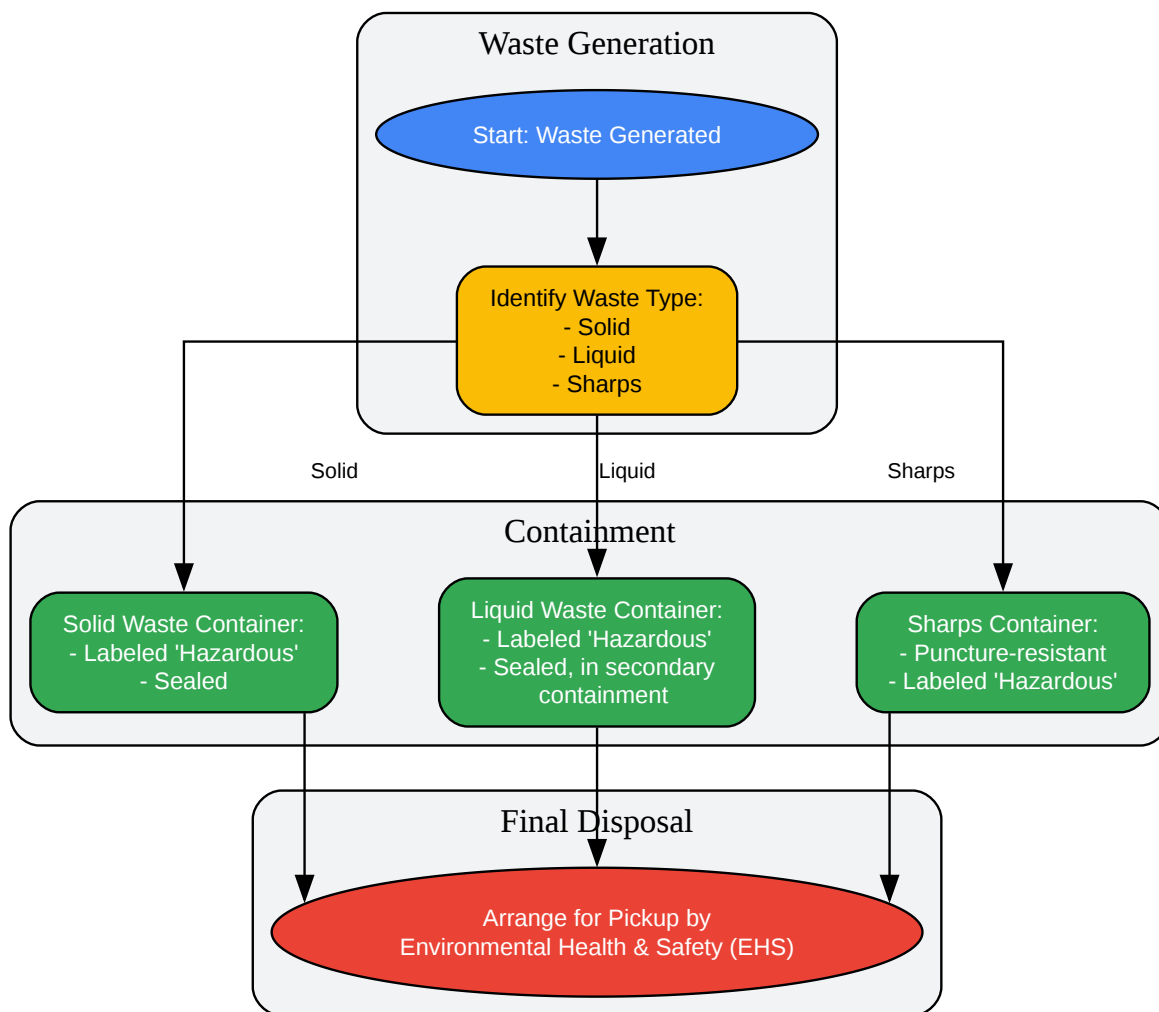 Waste Generation
Start: Waste Generated
Identify Waste Type:
- Solid
- Liquid
- Sharps
Solid
Liquid
Sharps
Containment
Solid Waste Container:
- Labeled 'Hazardous'
- Sealed
Liquid Waste Container:
- Labeled 'Hazardous'
- Sealed, in secondary
containment
Sharps Container:
- Puncture-resistant
- Labeled 'Hazardous'
Final Disposal
Arrange for Pickup by
Environmental Health & Safety (EHS)